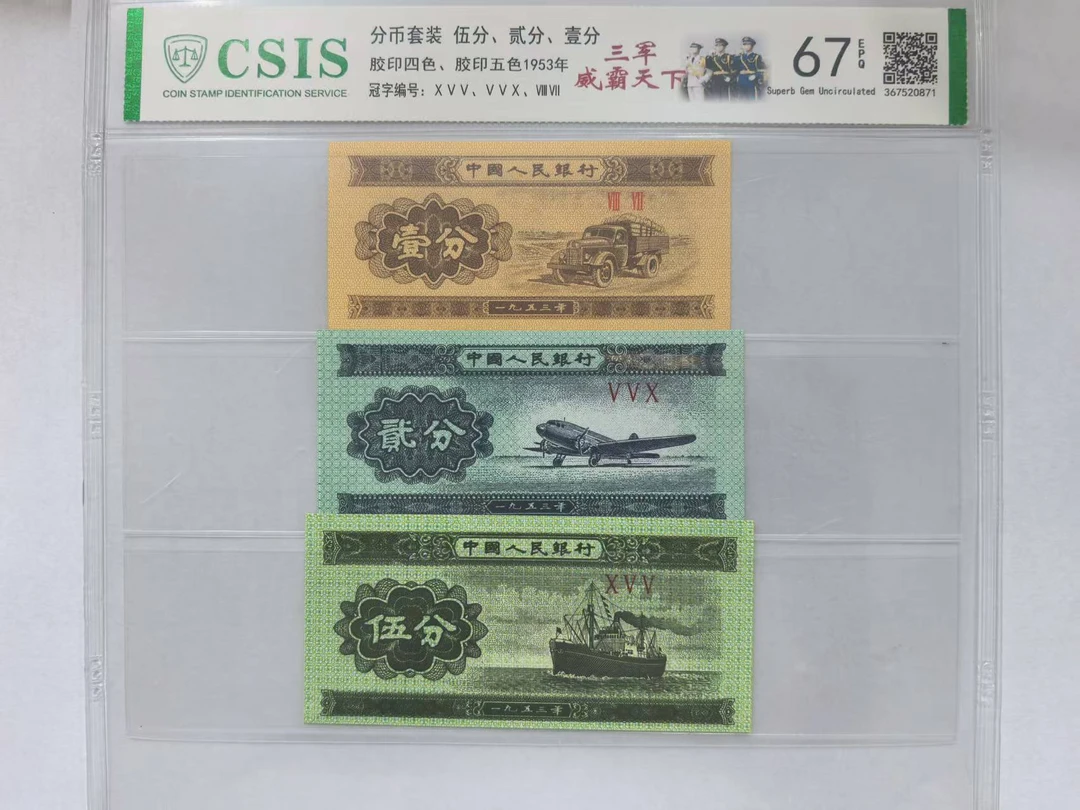 CSIS
COIN STAMP IDENTIFICATION SERVICE
分币套装 伍分、贰分、壹分
胶印四色、胶印五色1953年
冠字编号：ⅩⅤⅤ、ⅤⅤⅩ、ⅧⅦ
三军
威霸天下
67 EPQ
Superb Gem Uncirculated
367520871
中國人民銀行
Ⅷ Ⅶ
壹分
一九五三年
中國人民銀行
ⅤⅤⅩ
貳分
一九五三年
中國人民銀行
ⅩⅤⅤ
伍分
一九五三年